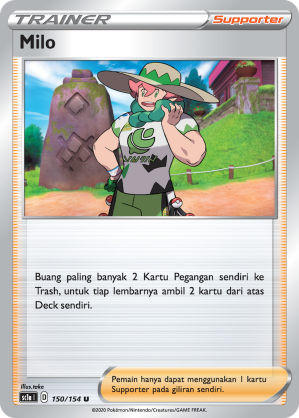 TRAINER
Supporter
Milo
Buang paling banyak 2 Kartu Pegangan sendiri ke
Trash, untuk tiap lembarnya ambil 2 kartu dari atas
Deck sendiri.
Illus.toke
sc1a I D 150/154 U
Pemain hanya dapat menggunakan 1 kartu
Supporter pada giliran sendiri.
©2020 Pokémon/Nintendo/Creatures/GAME FREAK.